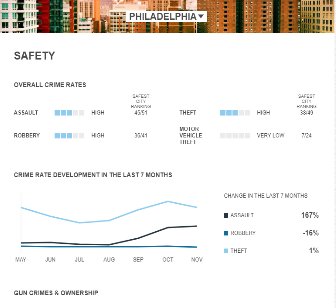 PHILADELPHIA
SAFETY
OVERALL CRIME RATES
SAFEST CITY RANKING
SAFEST CITY RANKING
ASSAULT HIGH 45/51
THEFT HIGH 38/49
ROBBERY HIGH 36/41
MOTOR VEHICLE THEFT VERY LOW 7/24
CRIME RATE DEVELOPMENT IN THE LAST 7 MONTHS
CHANGE IN THE LAST 7 MONTHS
ASSAULT 167%
ROBBERY -16%
THEFT 1%
MAY JUN JUL AUG SEP OCT NOV
GUN CRIMES & OWNERSHIP